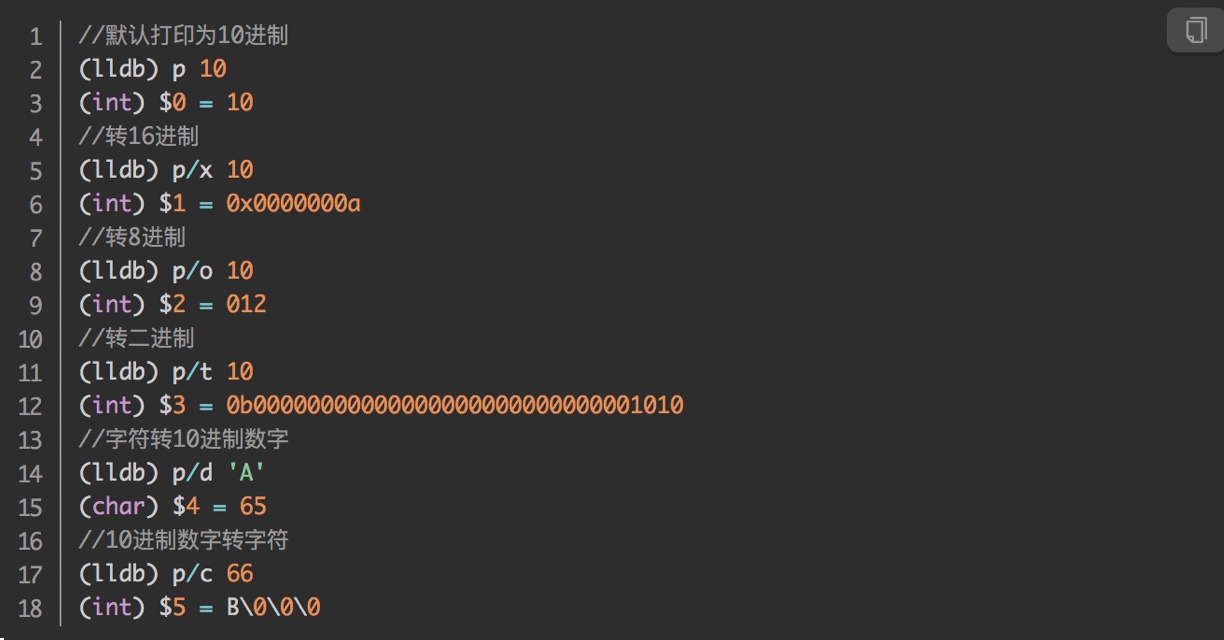 1 //默认打印为10进制
2 (lldb) p 10
3 (int) $0 = 10
4 //转16进制
5 (lldb) p/x 10
6 (int) $1 = 0x0000000a
7 //转8进制
8 (lldb) p/o 10
9 (int) $2 = 012
10 //转二进制
11 (lldb) p/t 10
12 (int) $3 = 0b00000000000000000000000000001010
13 //字符转10进制数字
14 (lldb) p/d 'A'
15 (char) $4 = 65
16 //10进制数字转字符
17 (lldb) p/c 66
18 (int) $5 = B\0\0\0